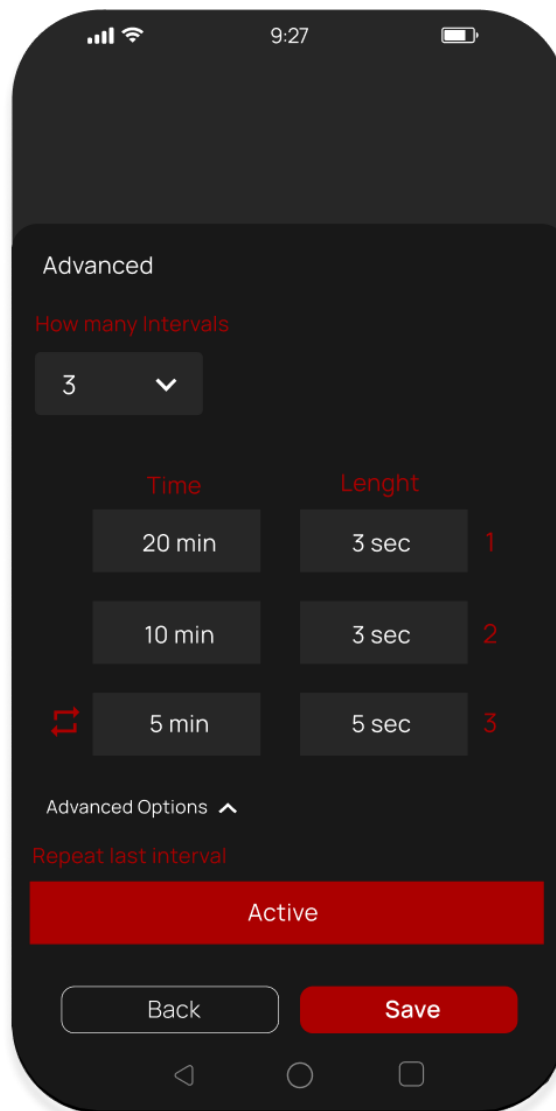 9:27
Advanced
How many Intervals
3
Time Lenght
20 min 3 sec 1
10 min 3 sec 2
5 min 5 sec 3
Advanced Options
Repeat last interval
Active
Back Save